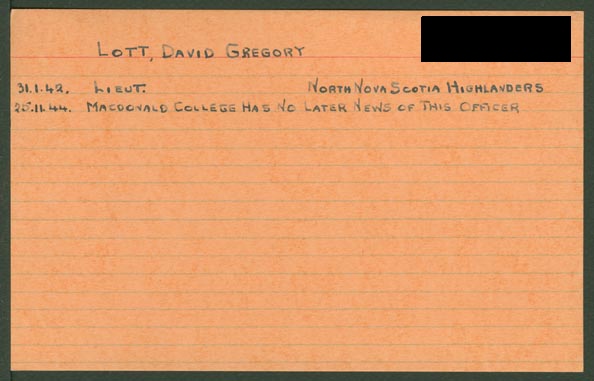 LOTT, DAVID GREGORY
31.1.42. LIEUT. NORTH NOVA SCOTIA HIGHLANDERS
25.11.44. MACDONALD COLLEGE HAS NO LATER NEWS OF THIS OFFICER